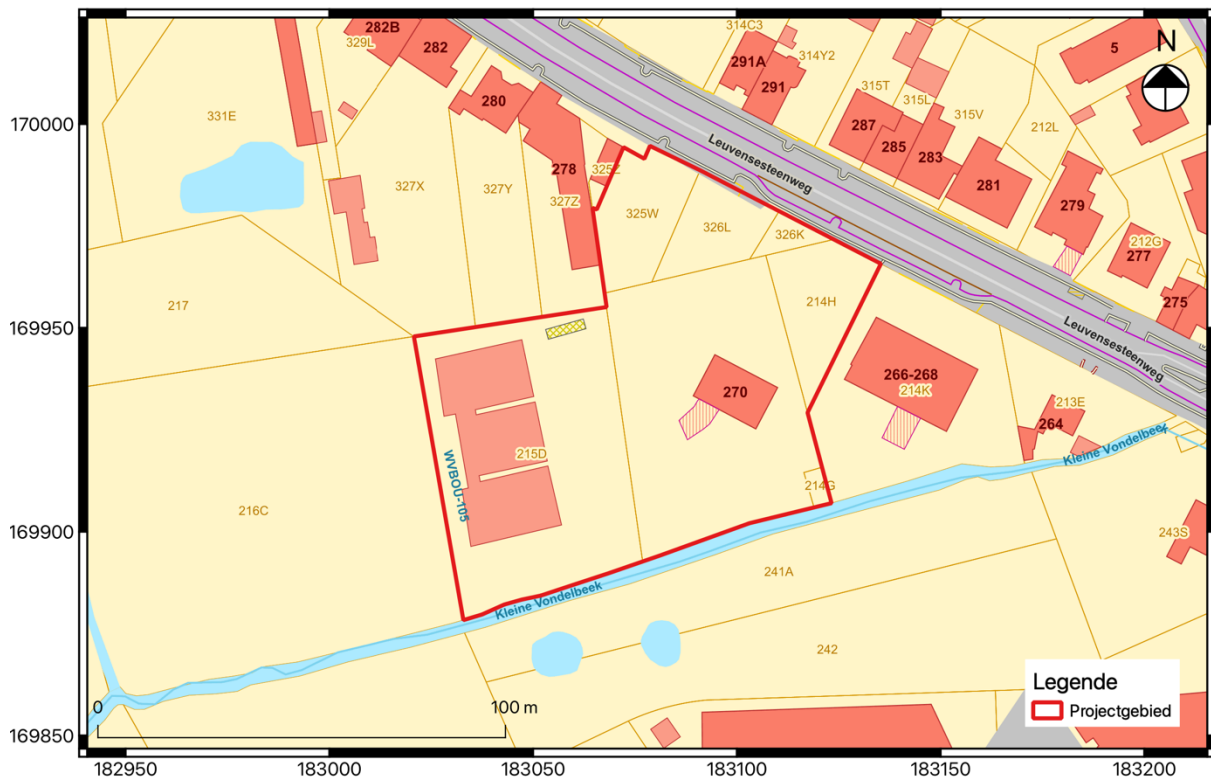 282B
329L
282
314C3
291A
314Y2
291
5
N
280
331E
315T
315L
315V
287
285
212L
170000
278
325Z
Leuvensesteenweg
283
281
327X
327Y
327Z
325W
326L
326K
279
212G
277
217
214H
275
169950
Leuvensesteenweg
266-268
214K
270
213E
264
Kleine Vondelbeek
WVBOU-105
215D
214G
216C
169900
243S
241A
Kleine Vondelbeek
242
Legende
Projectgebied
0
100 m
169850
182950
183000
183050
183100
183150
183200